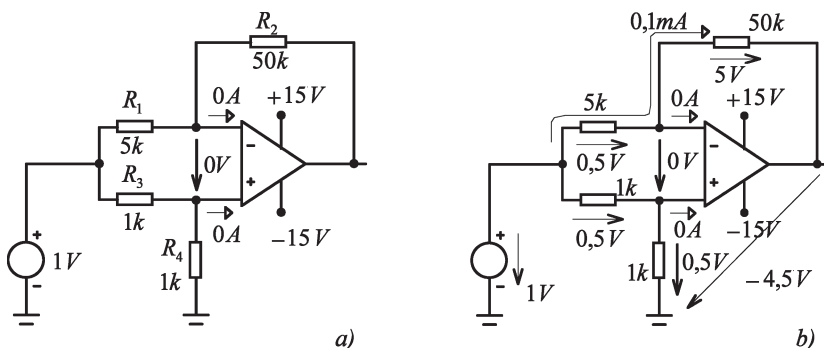 R2
50k
0A
+15V
R1
5k
−
0V
R3
+
1k
0A
−15V
+
1V
−
R4
1k
a)
0,1mA
50k
5V
0A
+15V
5k
−
0,5V
0V
1k
+
0,5V
0A
−15V
+
1V
−
1k
0,5V
−4,5V
b)